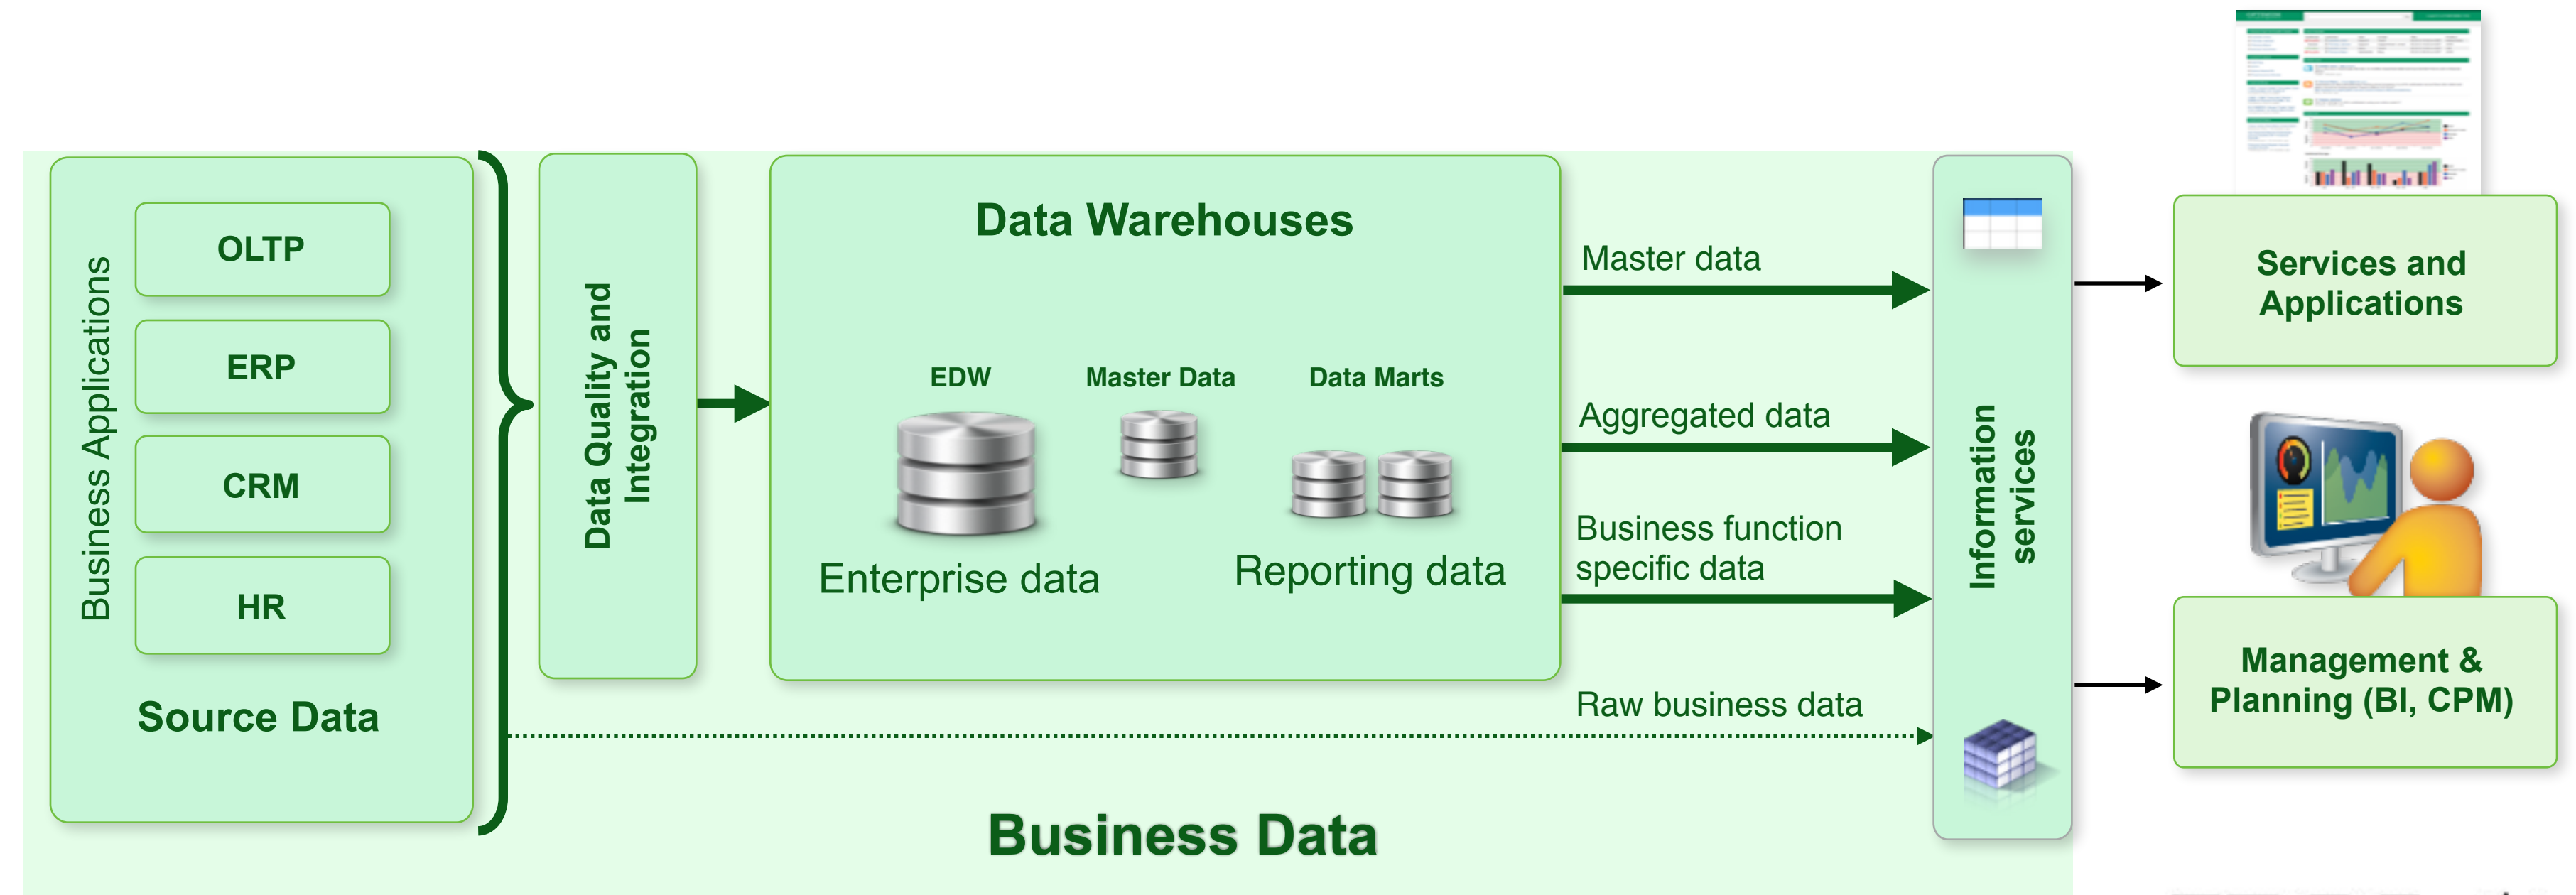 Business Applications
OLTP
ERP
CRM
HR
Source Data
Data Quality and
Integration
Data Warehouses
EDW
Master Data
Data Marts
Enterprise data
Reporting data
Master data
Aggregated data
Business function
specific data
Raw business data
Information
services
Services and
Applications
Management &
Planning (BI, CPM)
Business Data